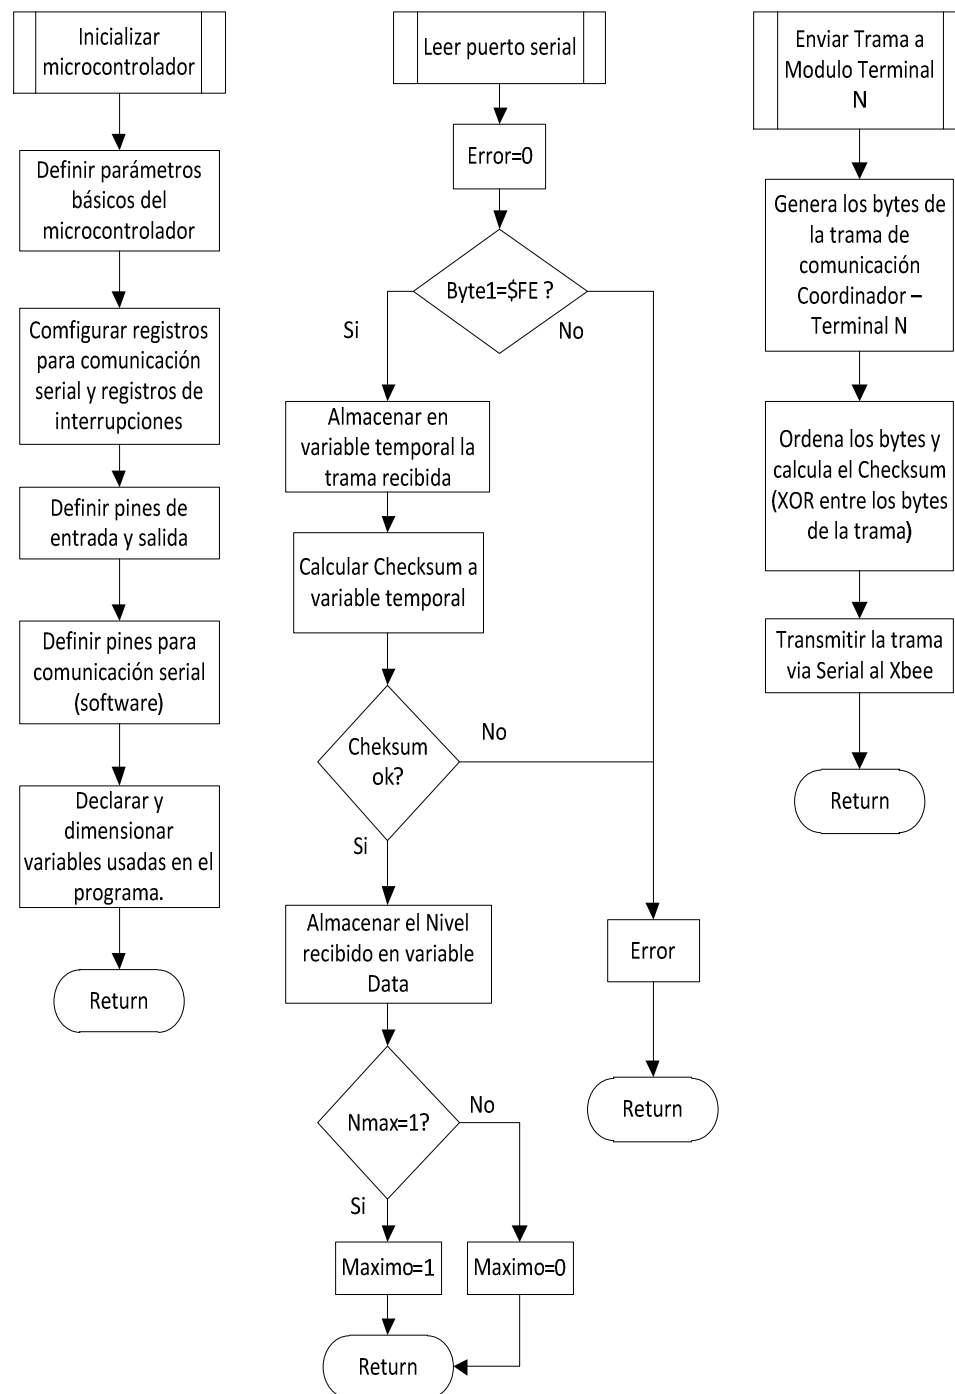 Inicializar
microcontrolador
Definir parámetros
básicos del
microcontrolador
Comfigurar registros
para comunicación
serial y registros de
interrupciones
Definir pines de
entrada y salida
Definir pines para
comunicación serial
(software)
Declarar y
dimensionar
variables usadas en el
programa.
Return
Leer puerto serial
Error=0
Byte1=$FE ?
Si
No
Almacenar en
variable temporal la
trama recibida
Calcular Checksum a
variable temporal
Cheksum
ok?
No
Si
Almacenar el Nivel
recibido en variable
Data
Nmax=1?
No
Si
Maximo=1
Maximo=0
Return
Error
Return
Enviar Trama a
Modulo Terminal
N
Genera los bytes de
la trama de
comunicación
Coordinador –
Terminal N
Ordena los bytes y
calcula el Checksum
(XOR entre los bytes
de la trama)
Transmitir la trama
via Serial al Xbee
Return